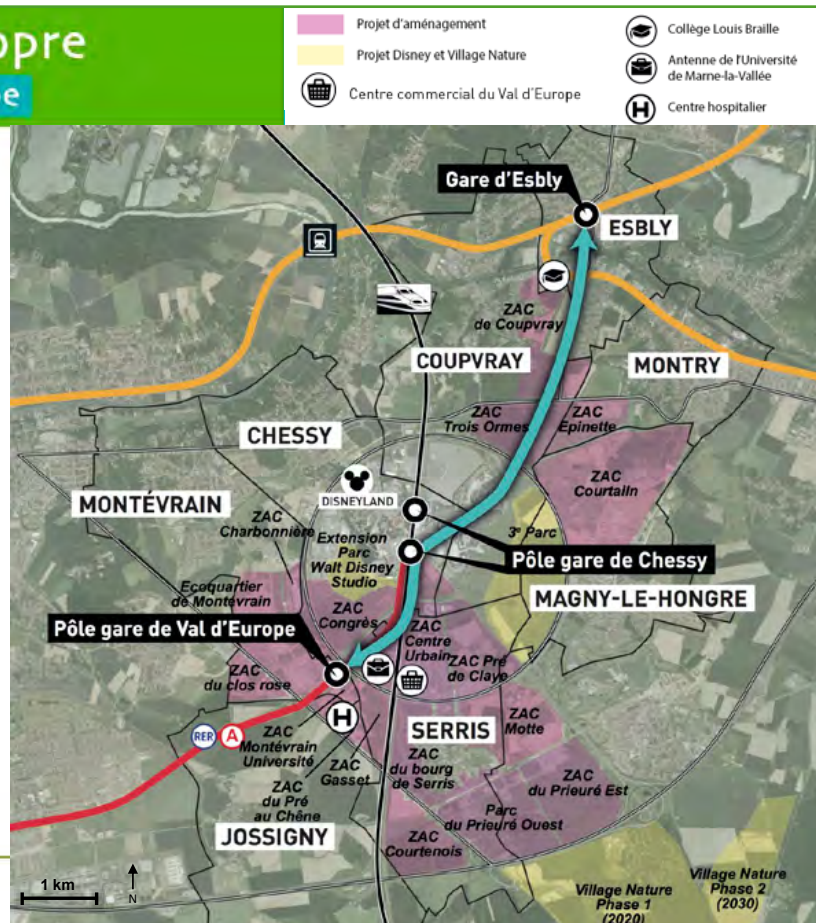 opre
e
Projet d'aménagement
Projet Disney et Village Nature
Centre commercial du Val d'Europe
Collège Louis Braille
Antenne de l'Université
de Marne-la-Vallée
H
Centre hospitalier
Gare d'Esbly
ESBLY
ZAC
de Coupvray
COUPVRAY
MONTRY
ZAC
Trois Ormes
ZAC
Epinette
CHESSY
ZAC
Courtalin
DISNEYLAND
MONTÉVRAIN
ZAC
Charbonnière
Extension
Parc
Walt Disney
Studio
3e Parc
Pôle gare de Chessy
Ecoquartier
de Montévrain
MAGNY-LE-HONGRE
ZAC
Congrès
Pôle gare de Val d'Europe
ZAC
Centre
Urbain
ZAC Pré
de Claye
ZAC
du clos rose
H
SERRIS
ZAC
Motte
RER A
ZAC
Montévrain
Université
ZAC
Gasset
ZAC
du bourg
de Serris
ZAC
du Prieuré Est
ZAC
du Pré
au Chêne
Parc
du Prieuré Ouest
JOSSIGNY
ZAC
Courtenois
1 km
N
Village Nature
Phase 1
(2020)
Village Nature
Phase 2
(2030)